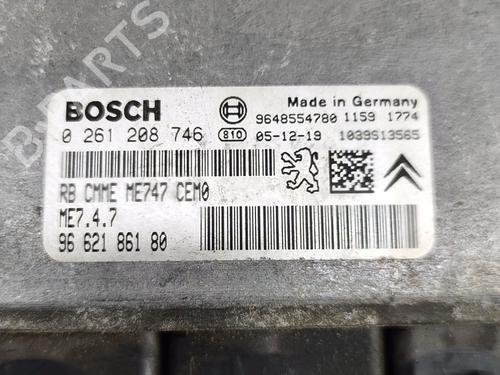 B-PARTS
BOSCH
Made in Germany
9648554780 1159 1774
0 261 208 746
810 05-12-19 1039S13565
RB CMME ME747 CEM0
ME7.4.7
96 621 861 80